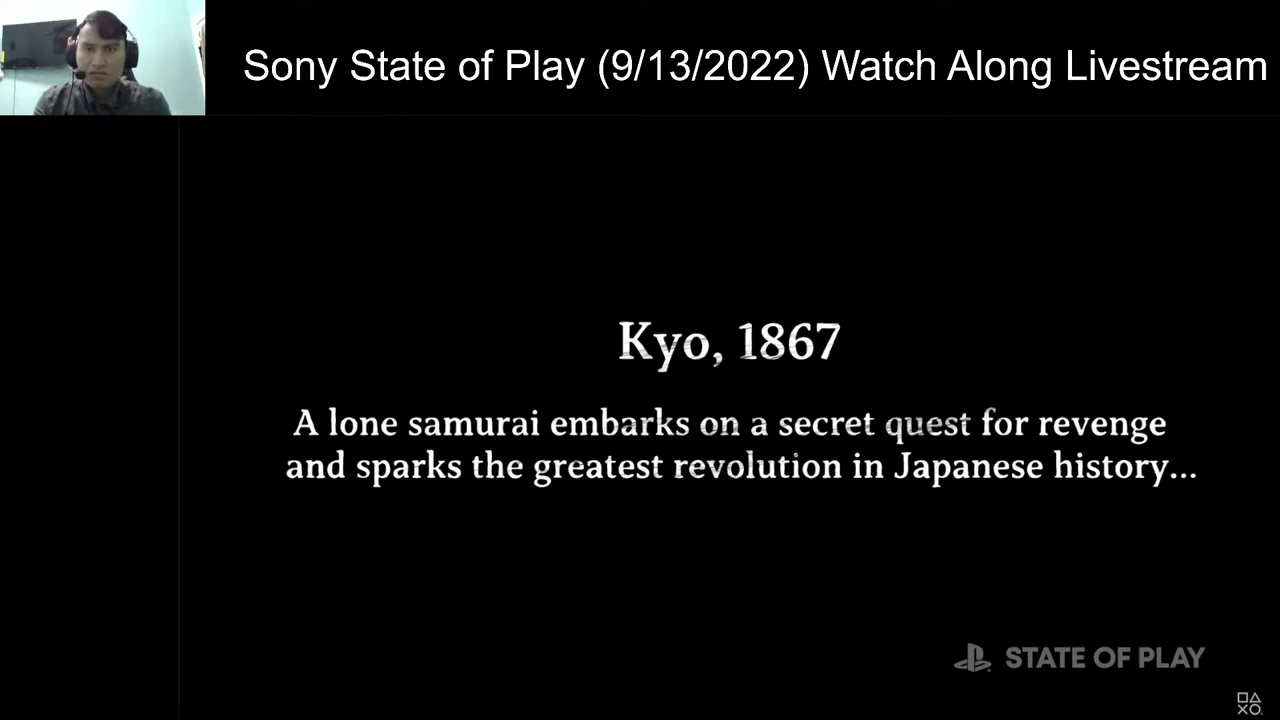 Sony State of Play (9/13/2022) Watch Along Livestream
Kyo, 1867
A lone samurai embarks on a secret quest for revenge
and sparks the greatest revolution in Japanese history...
STATE OF PLAY